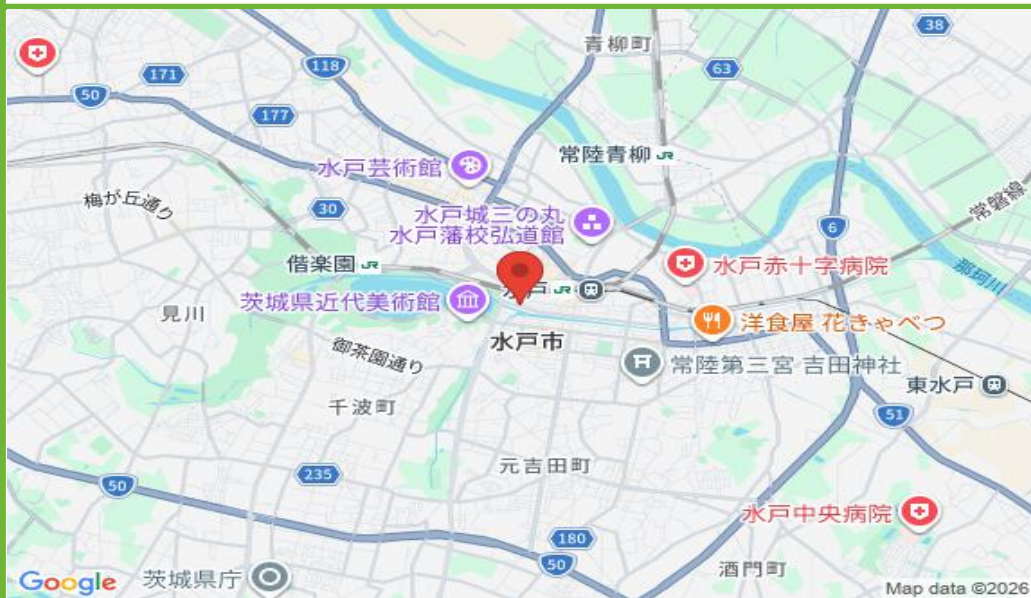 青柳町
38
118
63
171
50
177
水戸芸術館
常陸青柳 JR
梅が丘通り
30
水戸城三の丸
水戸藩校弘道館
常磐線
6
偕楽園 JR
水戸赤十字病院
那珂川
茨城県近代美術館
JR
見川
洋食屋 花きゃべつ
水戸市
御茶園通り
常陸第三宮 吉田神社
東水戸
千波町
51
元吉田町
235
50
水戸中央病院
180
50
酒門町
Google
茨城県庁
Map data ©2026